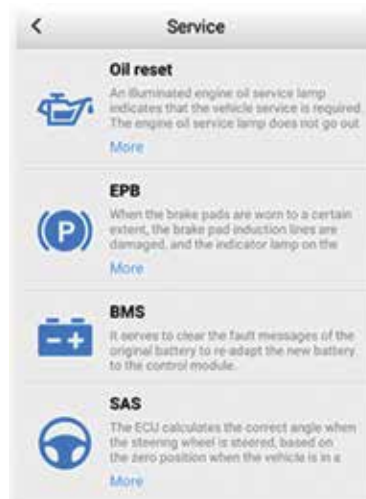 Service
Oil reset
An illuminated engine oil service lamp
indicates that the vehicle service is required
The engine oil service lamp does not go out
More
EPB
P
When the brake pads are worn to a certain
extent, the brake pad induction lines are
damaged, and the indicator lamp on the
More
BMS
It serves to clear the fault messages of the
original battery to re-adapt the new battery
to the control module.
SAS
The ECU calculates the correct angle when
the steering wheel is steered, based on
the zero position when the vehicle is in a
More